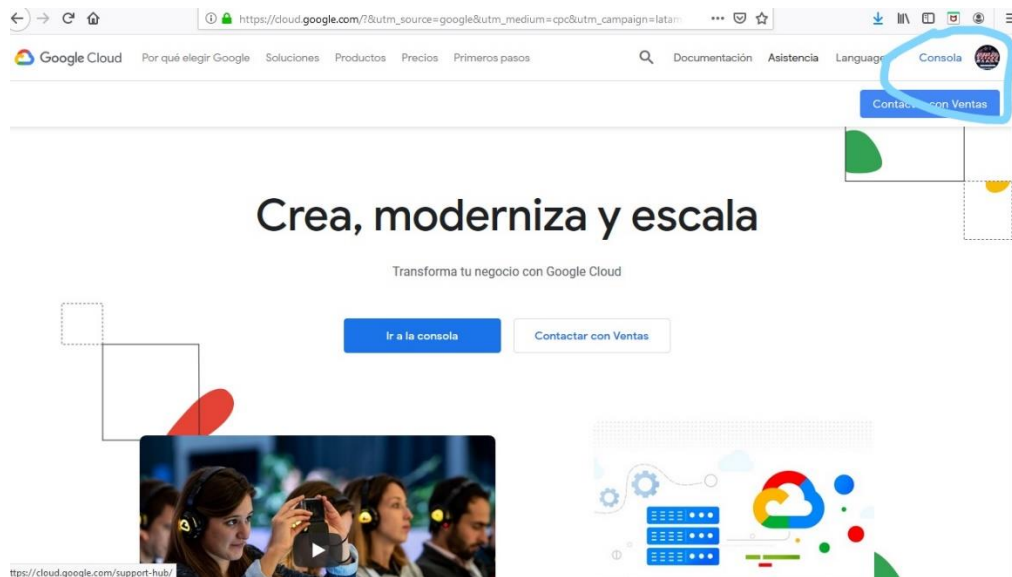 https://cloud.google.com/?&utm_source=google&utm_medium=cpc&utm_campaign=latam
Google Cloud Por qué elegir Google Soluciones Productos Precios Primeros pasos Documentación Asistencia Language Consola
Contactar con Ventas
Crea, moderniza y escala
Transforma tu negocio con Google Cloud
Ir a la consola Contactar con Ventas
ttps://cloud.google.com/support-hub/